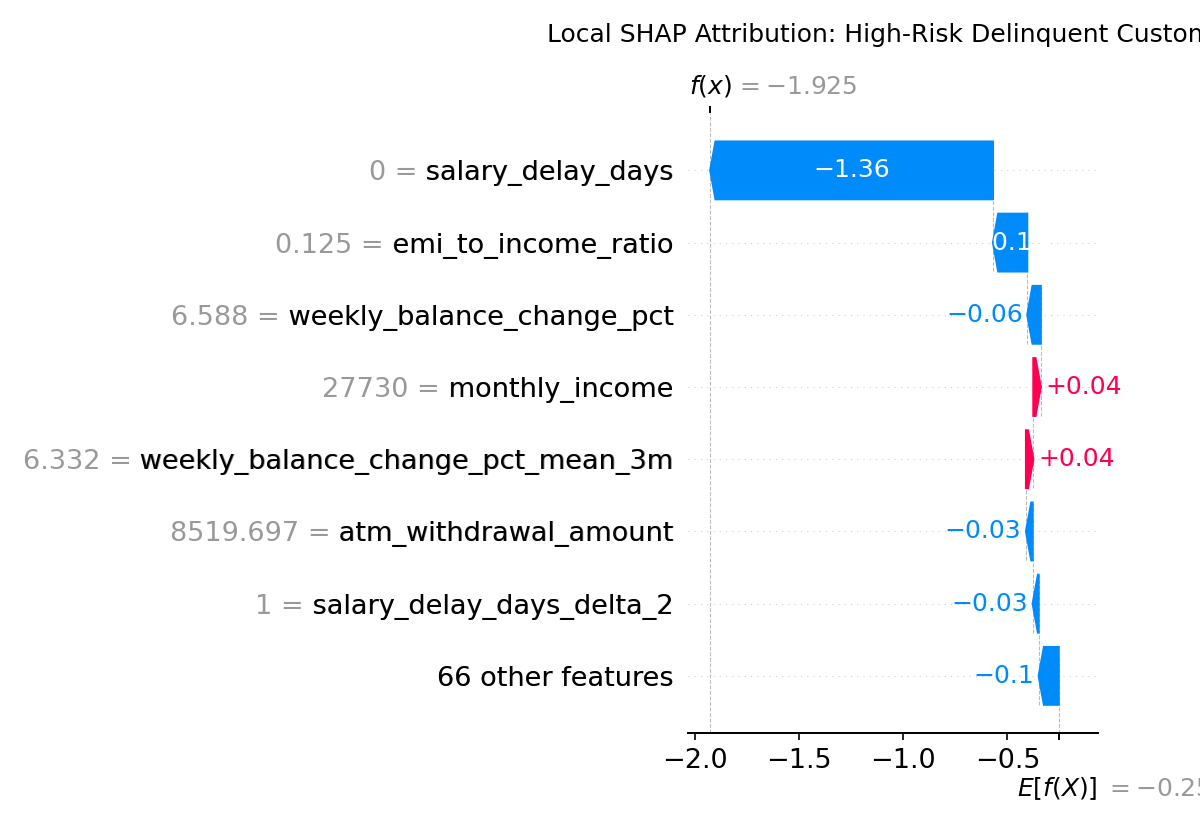 Local SHAP Attribution: High-Risk Delinquent
f(x) = −1.925
0 = salary_delay_days −1.36
0.125 = emi_to_income_ratio 0.1
6.588 = weekly_balance_change_pct −0.06
27730 = monthly_income +0.04
6.332 = weekly_balance_change_pct_mean_3m +0.04
8519.697 = atm_withdrawal_amount −0.03
1 = salary_delay_days_delta_2 −0.03
66 other features −0.1
−2.0 −1.5 −1.0 −0.5
E[f(X)] = −0.25